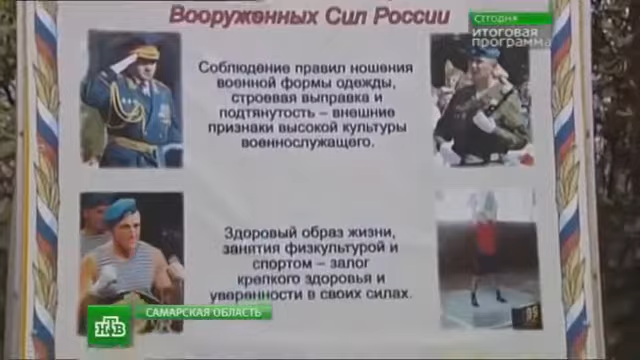 Вооруженных Сил России
Сегодня
итоговая
программа
Соблюдение правил ношения
военной формы одежды,
строевая выправка и
подтянутость – внешние
признаки высокой культуры
военнослужащего.
Здоровый образ жизни,
занятия физкультурой и
спортом – залог
крепкого здоровья и
уверенности в своих силах.
САМАРСКАЯ ОБЛАСТЬ
НТВ